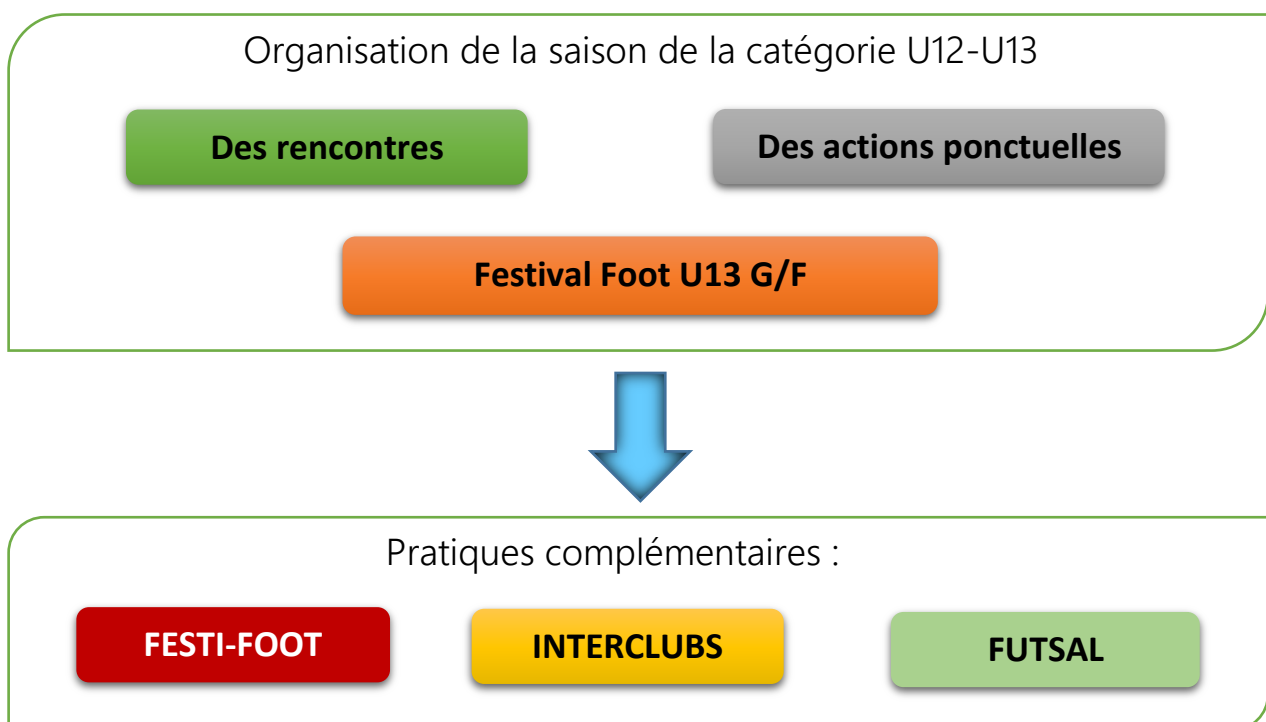 Organisation de la saison de la catégorie U12-U13
Des rencontres
Des actions ponctuelles
Festival Foot U13 G/F
Pratiques complémentaires :
FESTI-FOOT
INTERCLUBS
FUTSAL